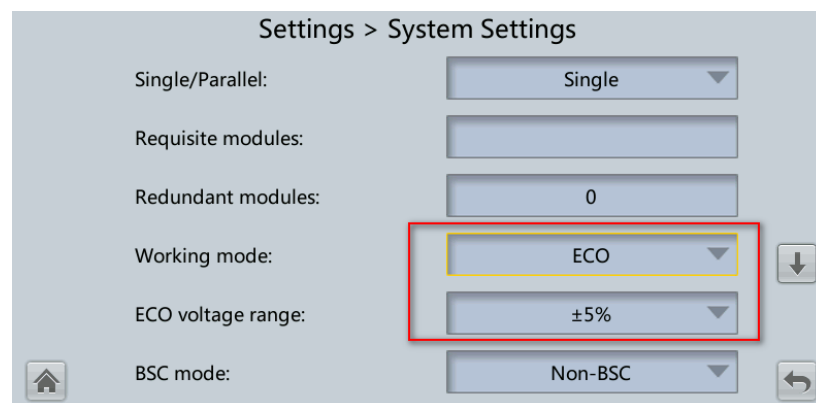 Settings > System Settings
Single/Parallel: Single
Requisite modules:
Redundant modules: 0
Working mode: ECO
ECO voltage range: ±5%
BSC mode: Non-BSC